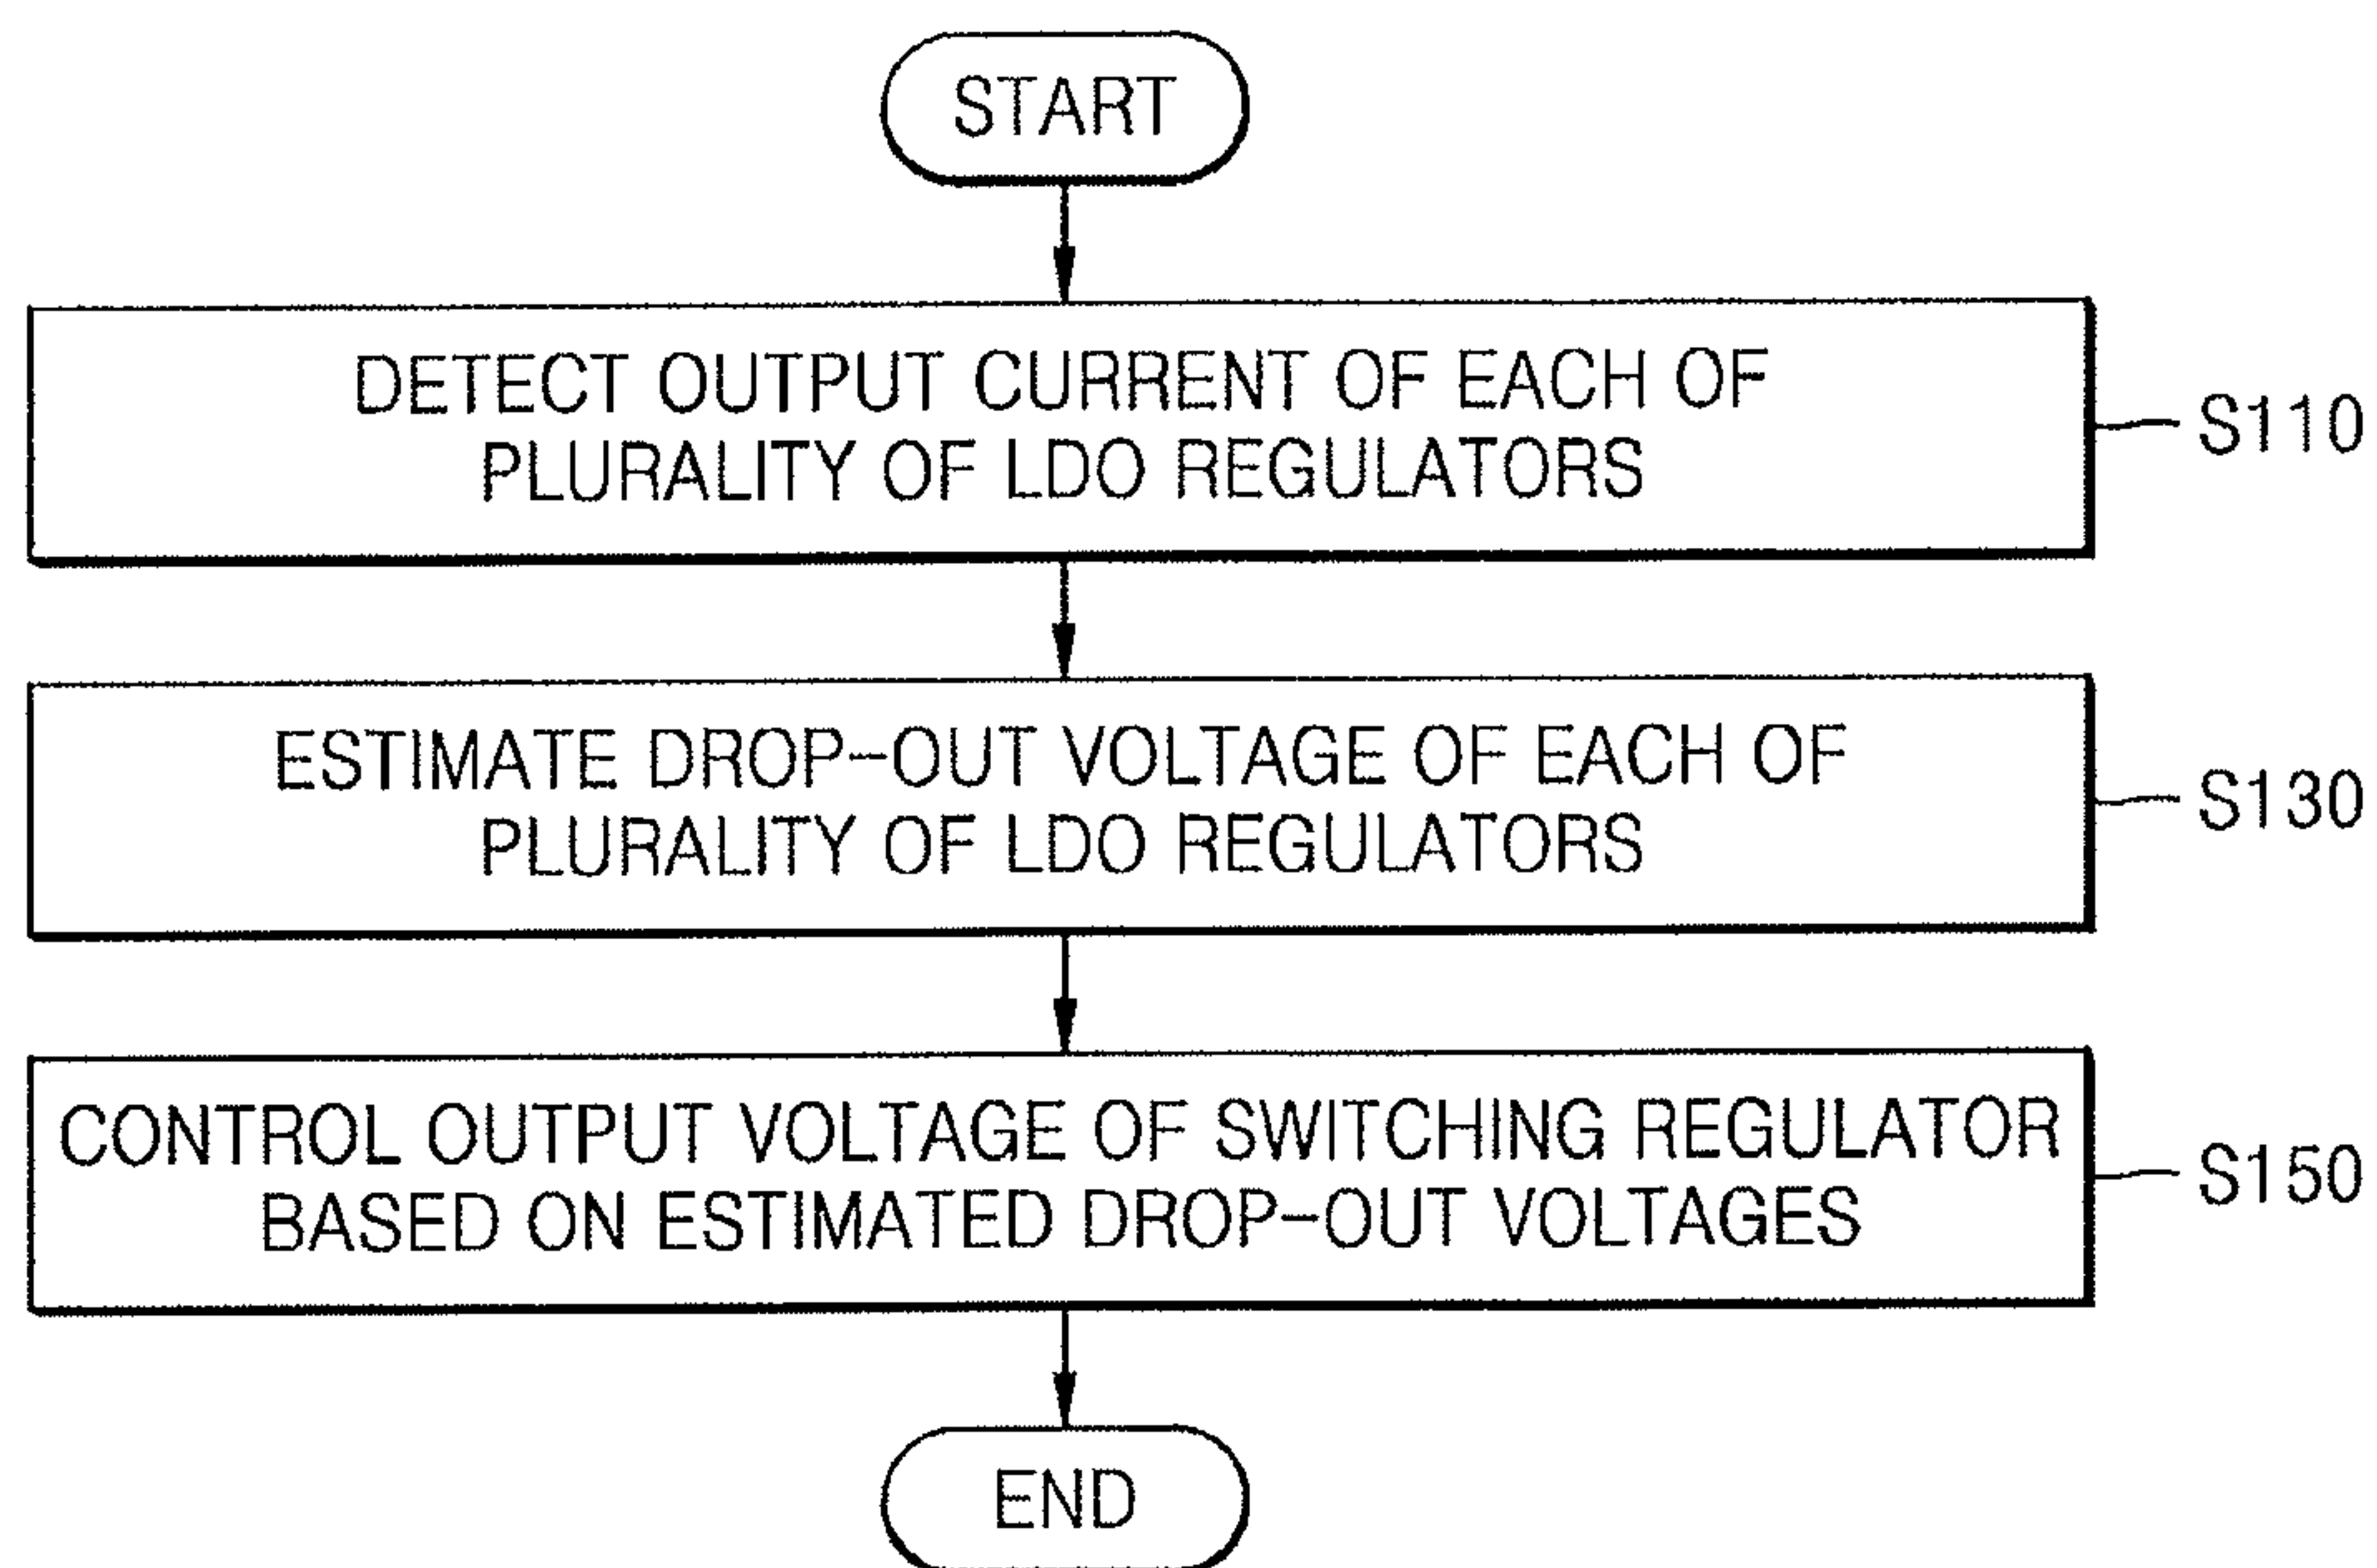 START
DETECT OUTPUT CURRENT OF EACH OF
PLURALITY OF LDO REGULATORS
S110
ESTIMATE DROP-OUT VOLTAGE OF EACH OF
PLURALITY OF LDO REGULATORS
S130
CONTROL OUTPUT VOLTAGE OF SWITCHING REGULATOR
BASED ON ESTIMATED DROP-OUT VOLTAGES
S150
END